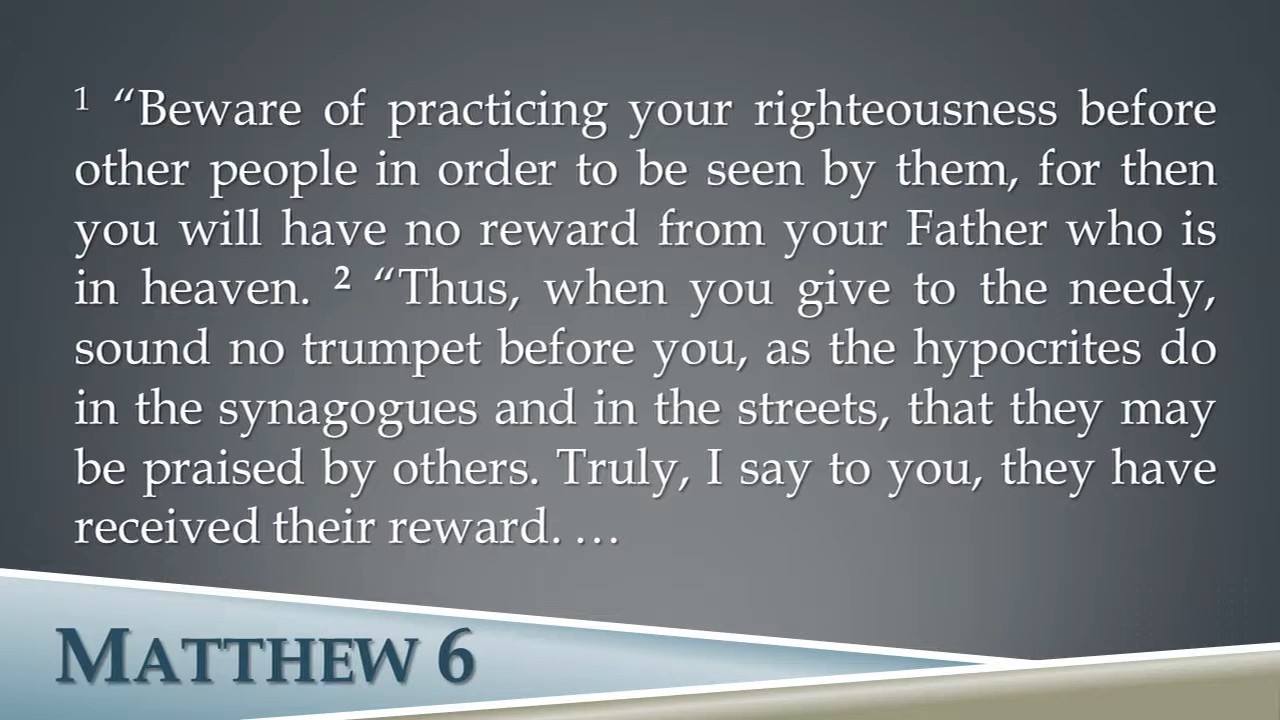 1 “Beware of practicing your righteousness before
other people in order to be seen by them, for then
you will have no reward from your Father who is
in heaven. 2 “Thus, when you give to the needy,
sound no trumpet before you, as the hypocrites do
in the synagogues and in the streets, that they may
be praised by others. Truly, I say to you, they have
received their reward. …
MATTHEW 6